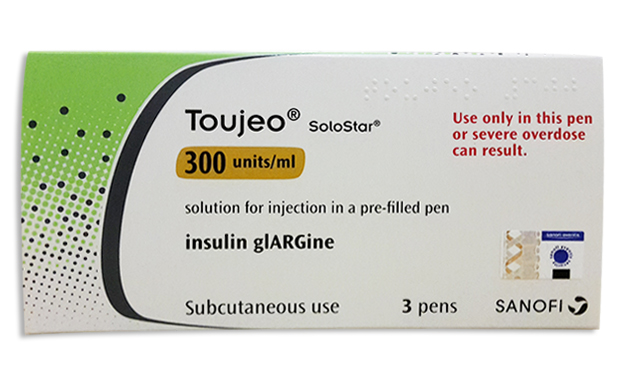 Toujeo® SoloStar®
300 units/ml
solution for injection in a pre-filled pen
insulin glARGine
Subcutaneous use
3 pens
Use only in this pen
or severe overdose
can result.
SANOFI